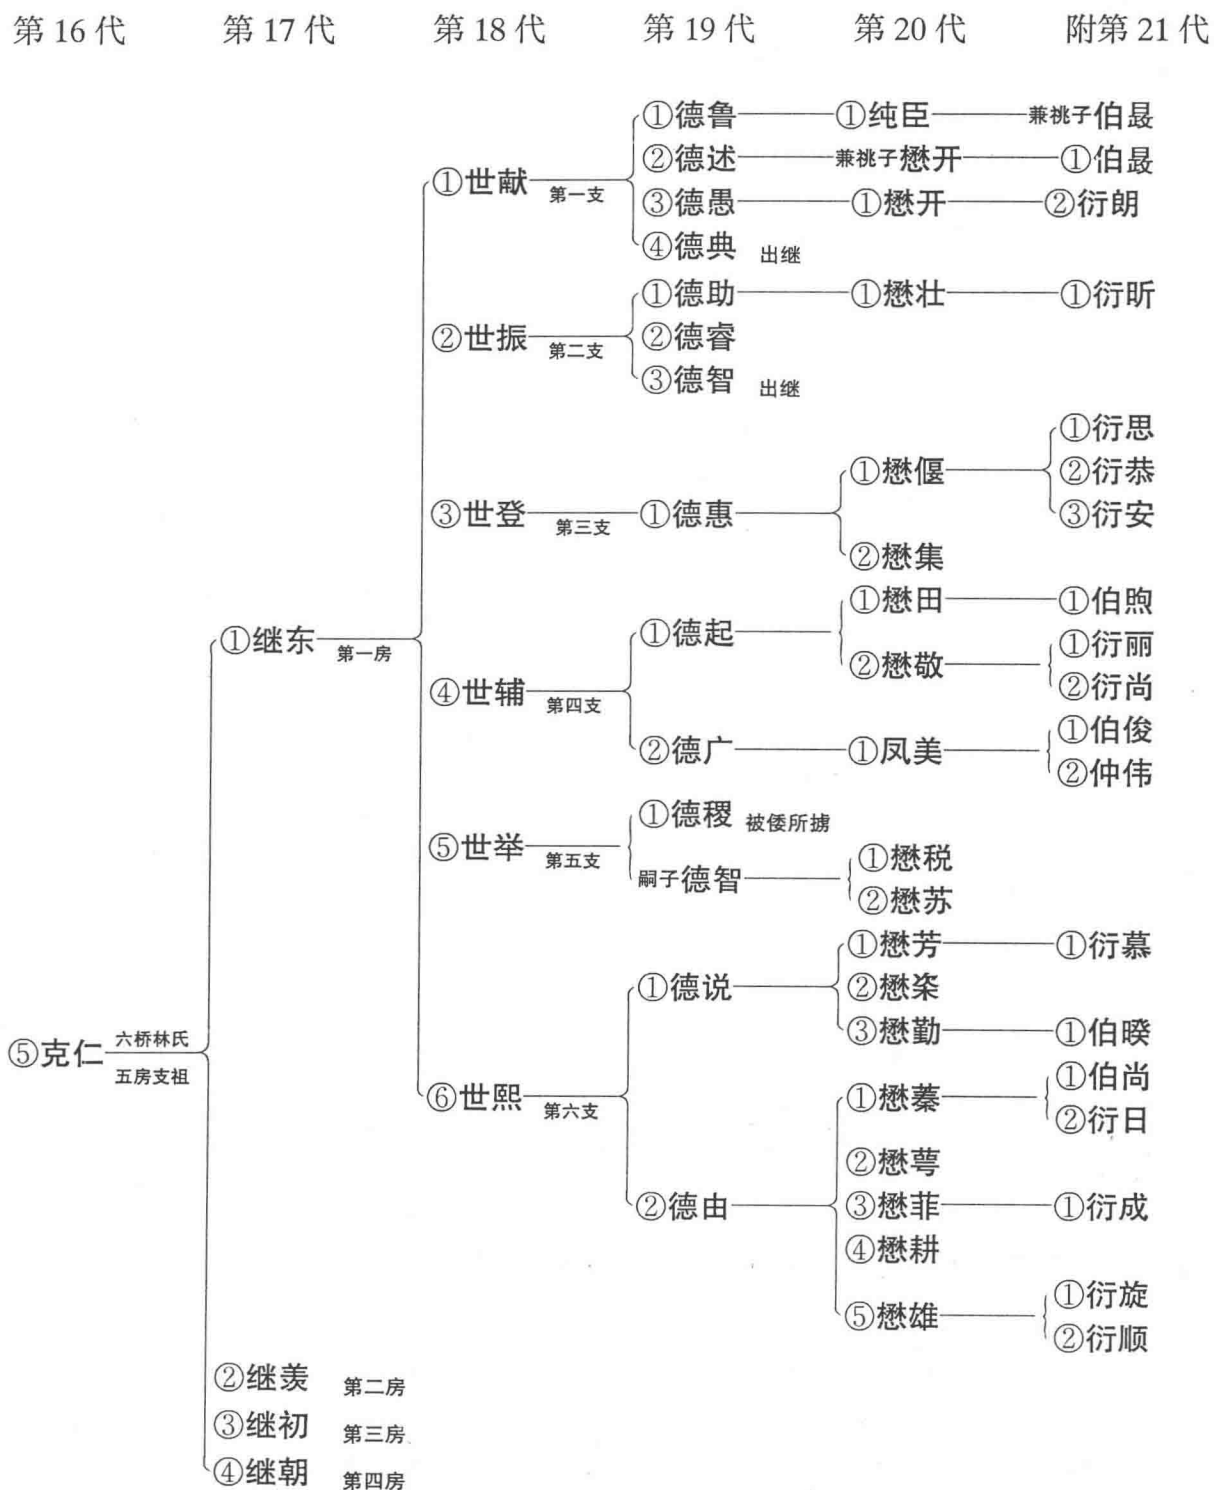 第16代 第17代 第18代 第19代 第20代 附第21代
①德鲁 ①纯臣 兼祧子伯晸
②德述 兼祧子懋开 ①伯晸
①世献 第一支
③德愚 ①懋开 ②衍朗
④德典 出继
①德助 ①懋壮 ①衍昕
②世振 第二支 ②德睿
③德智 出继
①衍思
①懋偃 ②衍恭
③世登 第三支 ①德惠 ③衍安
②懋集
①懋田 ①伯煦
①继东 第一房 ①德起 ①衍丽
②懋敬
④世辅 第四支 ②衍尚
①伯俊
②德广 ①凤美
②仲伟
①德稷 被倭所掳
⑤世举 第五支 ①懋税
嗣子德智
②懋苏
①懋芳 ①衍慕
①德说 ②懋楶
③懋勤 ①伯暌
⑤克仁 六桥林氏
五房支祖
①伯尚
⑥世熙 第六支 ①懋蓁
②衍日
②懋萼
②德由 ③懋菲 ①衍成
④懋耕
①衍旋
⑤懋雄
②衍顺
②继羡 第二房
③继初 第三房
④继朝 第四房